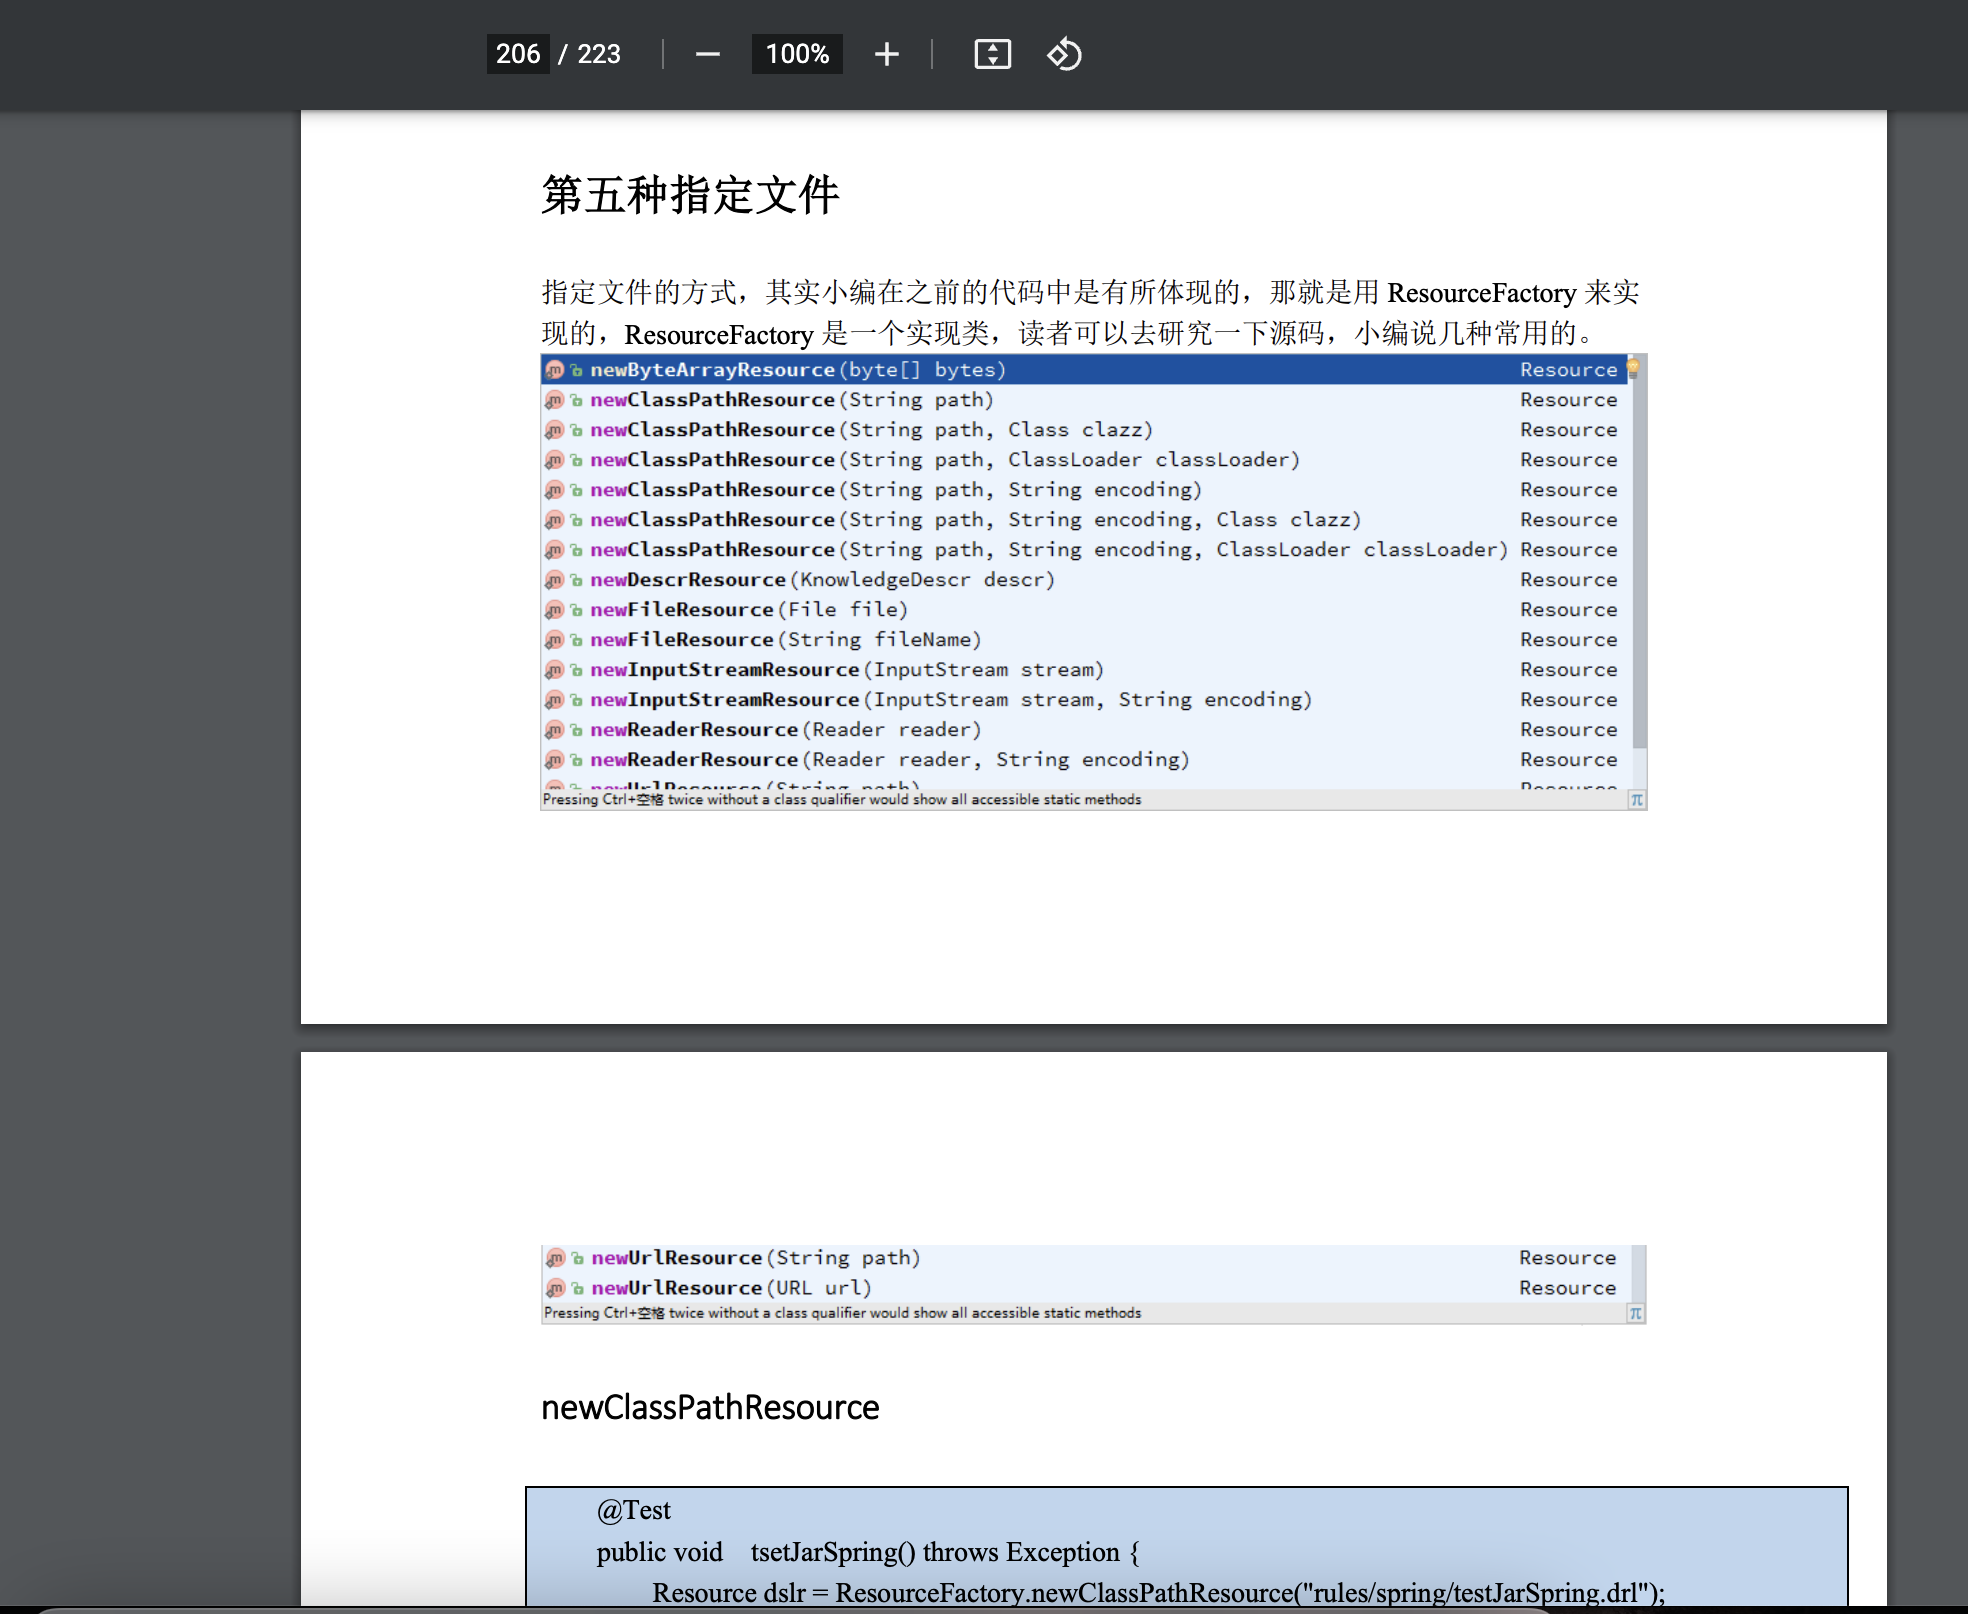 206 / 223
100%
第五种指定文件
指定文件的方式，其实小编在之前的代码中是有所体现的，那就是用 ResourceFactory 来实
现的，ResourceFactory 是一个实现类，读者可以去研究一下源码，小编说几种常用的。
newByteArrayResource(byte[] bytes) Resource
newClassPathResource(String path) Resource
newClassPathResource(String path, Class clazz) Resource
newClassPathResource(String path, ClassLoader classLoader) Resource
newClassPathResource(String path, String encoding) Resource
newClassPathResource(String path, String encoding, Class clazz) Resource
newClassPathResource(String path, String encoding, ClassLoader classLoader) Resource
newDescrResource(KnowledgeDescr descr) Resource
newFileResource(File file) Resource
newFileResource(String fileName) Resource
newInputStreamResource(InputStream stream) Resource
newInputStreamResource(InputStream stream, String encoding) Resource
newReaderResource(Reader reader) Resource
newReaderResource(Reader reader, String encoding) Resource
newUrlResource(String path) Resource
Pressing Ctrl+空格 twice without a class qualifier would show all accessible static methods π
newUrlResource(String path) Resource
newUrlResource(URL url) Resource
Pressing Ctrl+空格 twice without a class qualifier would show all accessible static methods π
newClassPathResource
@Test
public void tsetJarSpring() throws Exception {
Resource dslr = ResourceFactory.newClassPathResource("rules/spring/testJarSpring.drl");